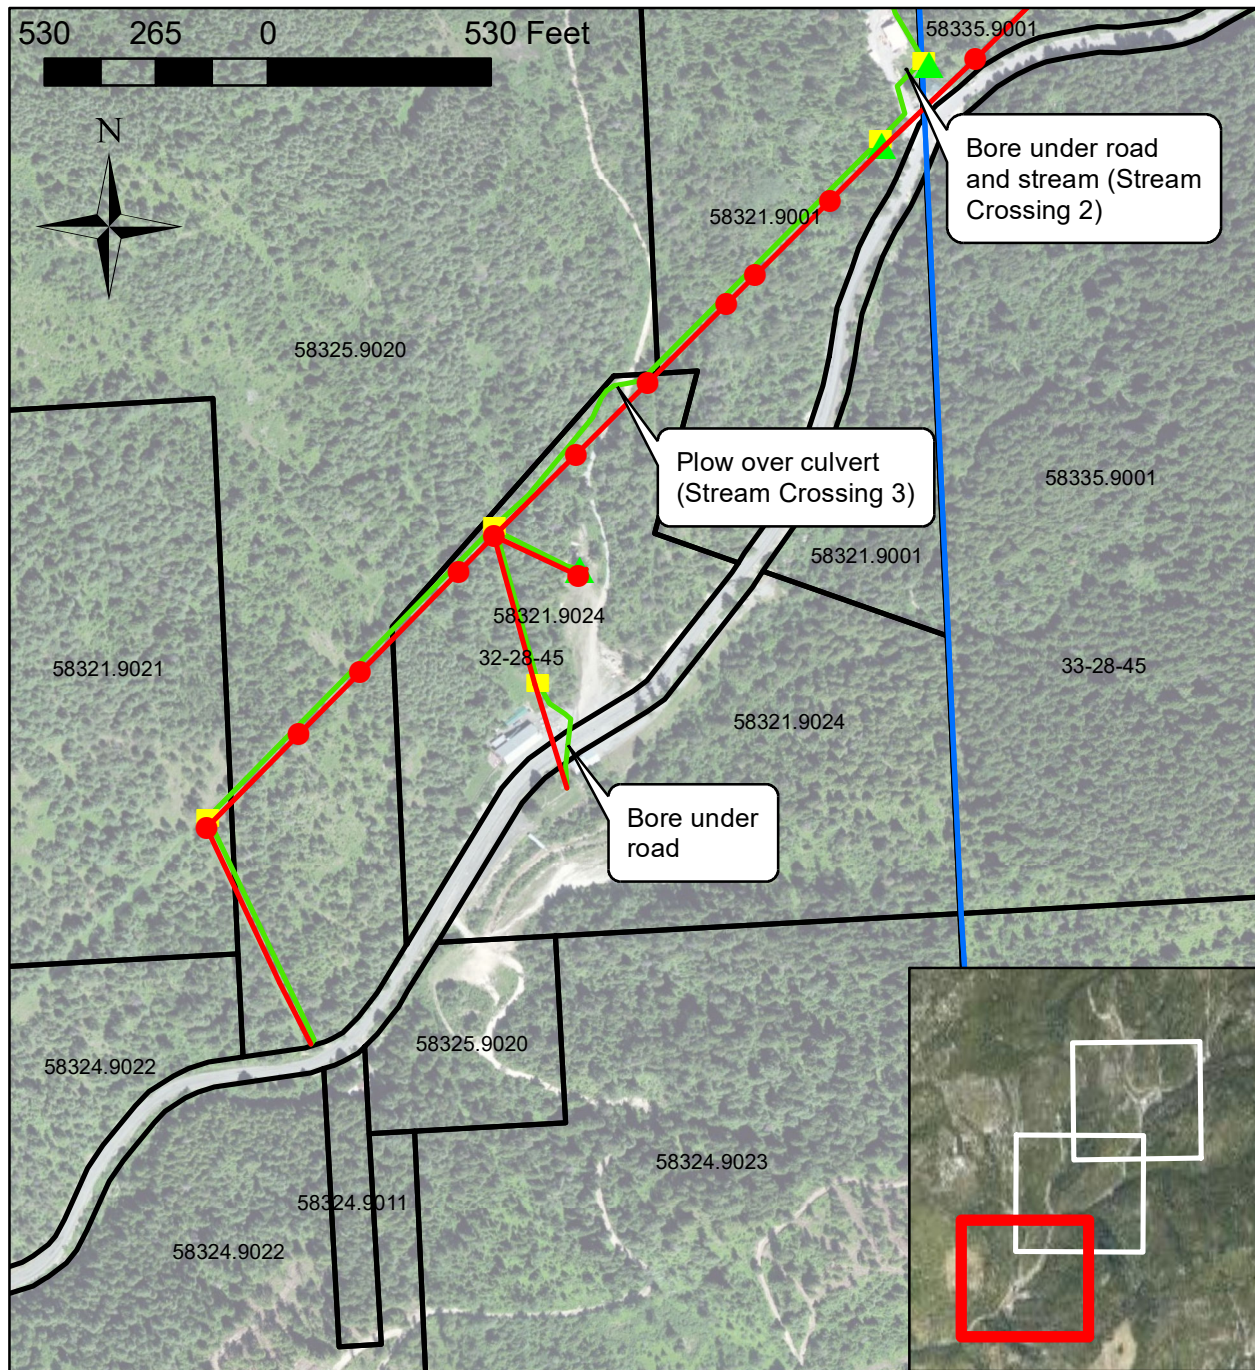 530 265 0 530 Feet
58335.9001
N
Bore under road
and stream (Stream
Crossing 2)
58321.9001
58325.9020
Plow over culvert
(Stream Crossing 3)
58335.9001
58321.9001
58321.9024
32-28-45
58321.9021
33-28-45
58321.9024
Bore under
road
58325.9020
58324.9022
58324.9023
58324.9011
58324.9022